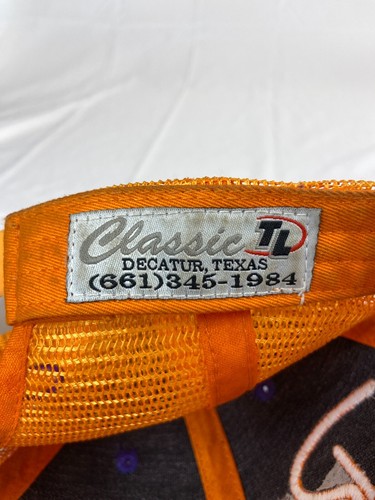 Classic TL
DECATUR, TEXAS
(661)345-1984